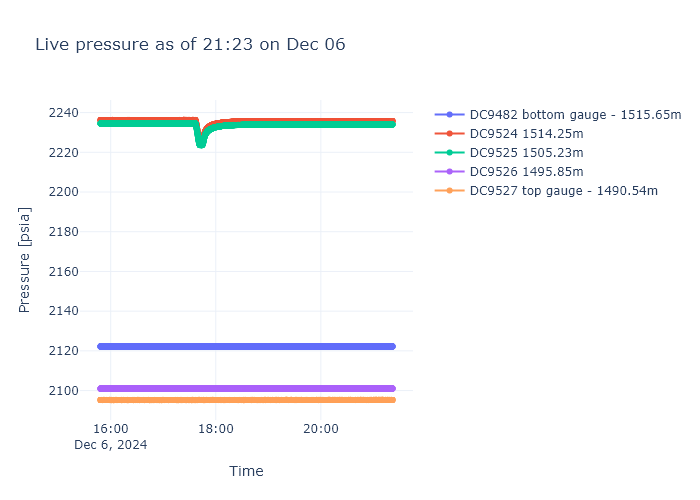 Live pressure as of 21:23 on Dec 06
DC9482 bottom gauge - 1515.65m
DC9524 1514.25m
DC9525 1505.23m
DC9526 1495.85m
DC9527 top gauge - 1490.54m
Pressure [psia]
2240
2220
2200
2180
2160
2140
2120
2100
16:00
18:00
20:00
Dec 6, 2024
Time